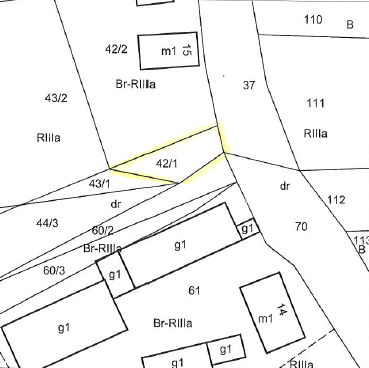 110
B
42/2
m1 15
37
Br-RIIIa
43/2
111
RIIIa
RIIIa
42/1
43/1
dr
dr
112
44/3
60/2
70
g1
Br-RIIIa
g1
113
B
60/3
g1
61
g1
Br-RIIIa
m1 14
g1
g1
RIIIa